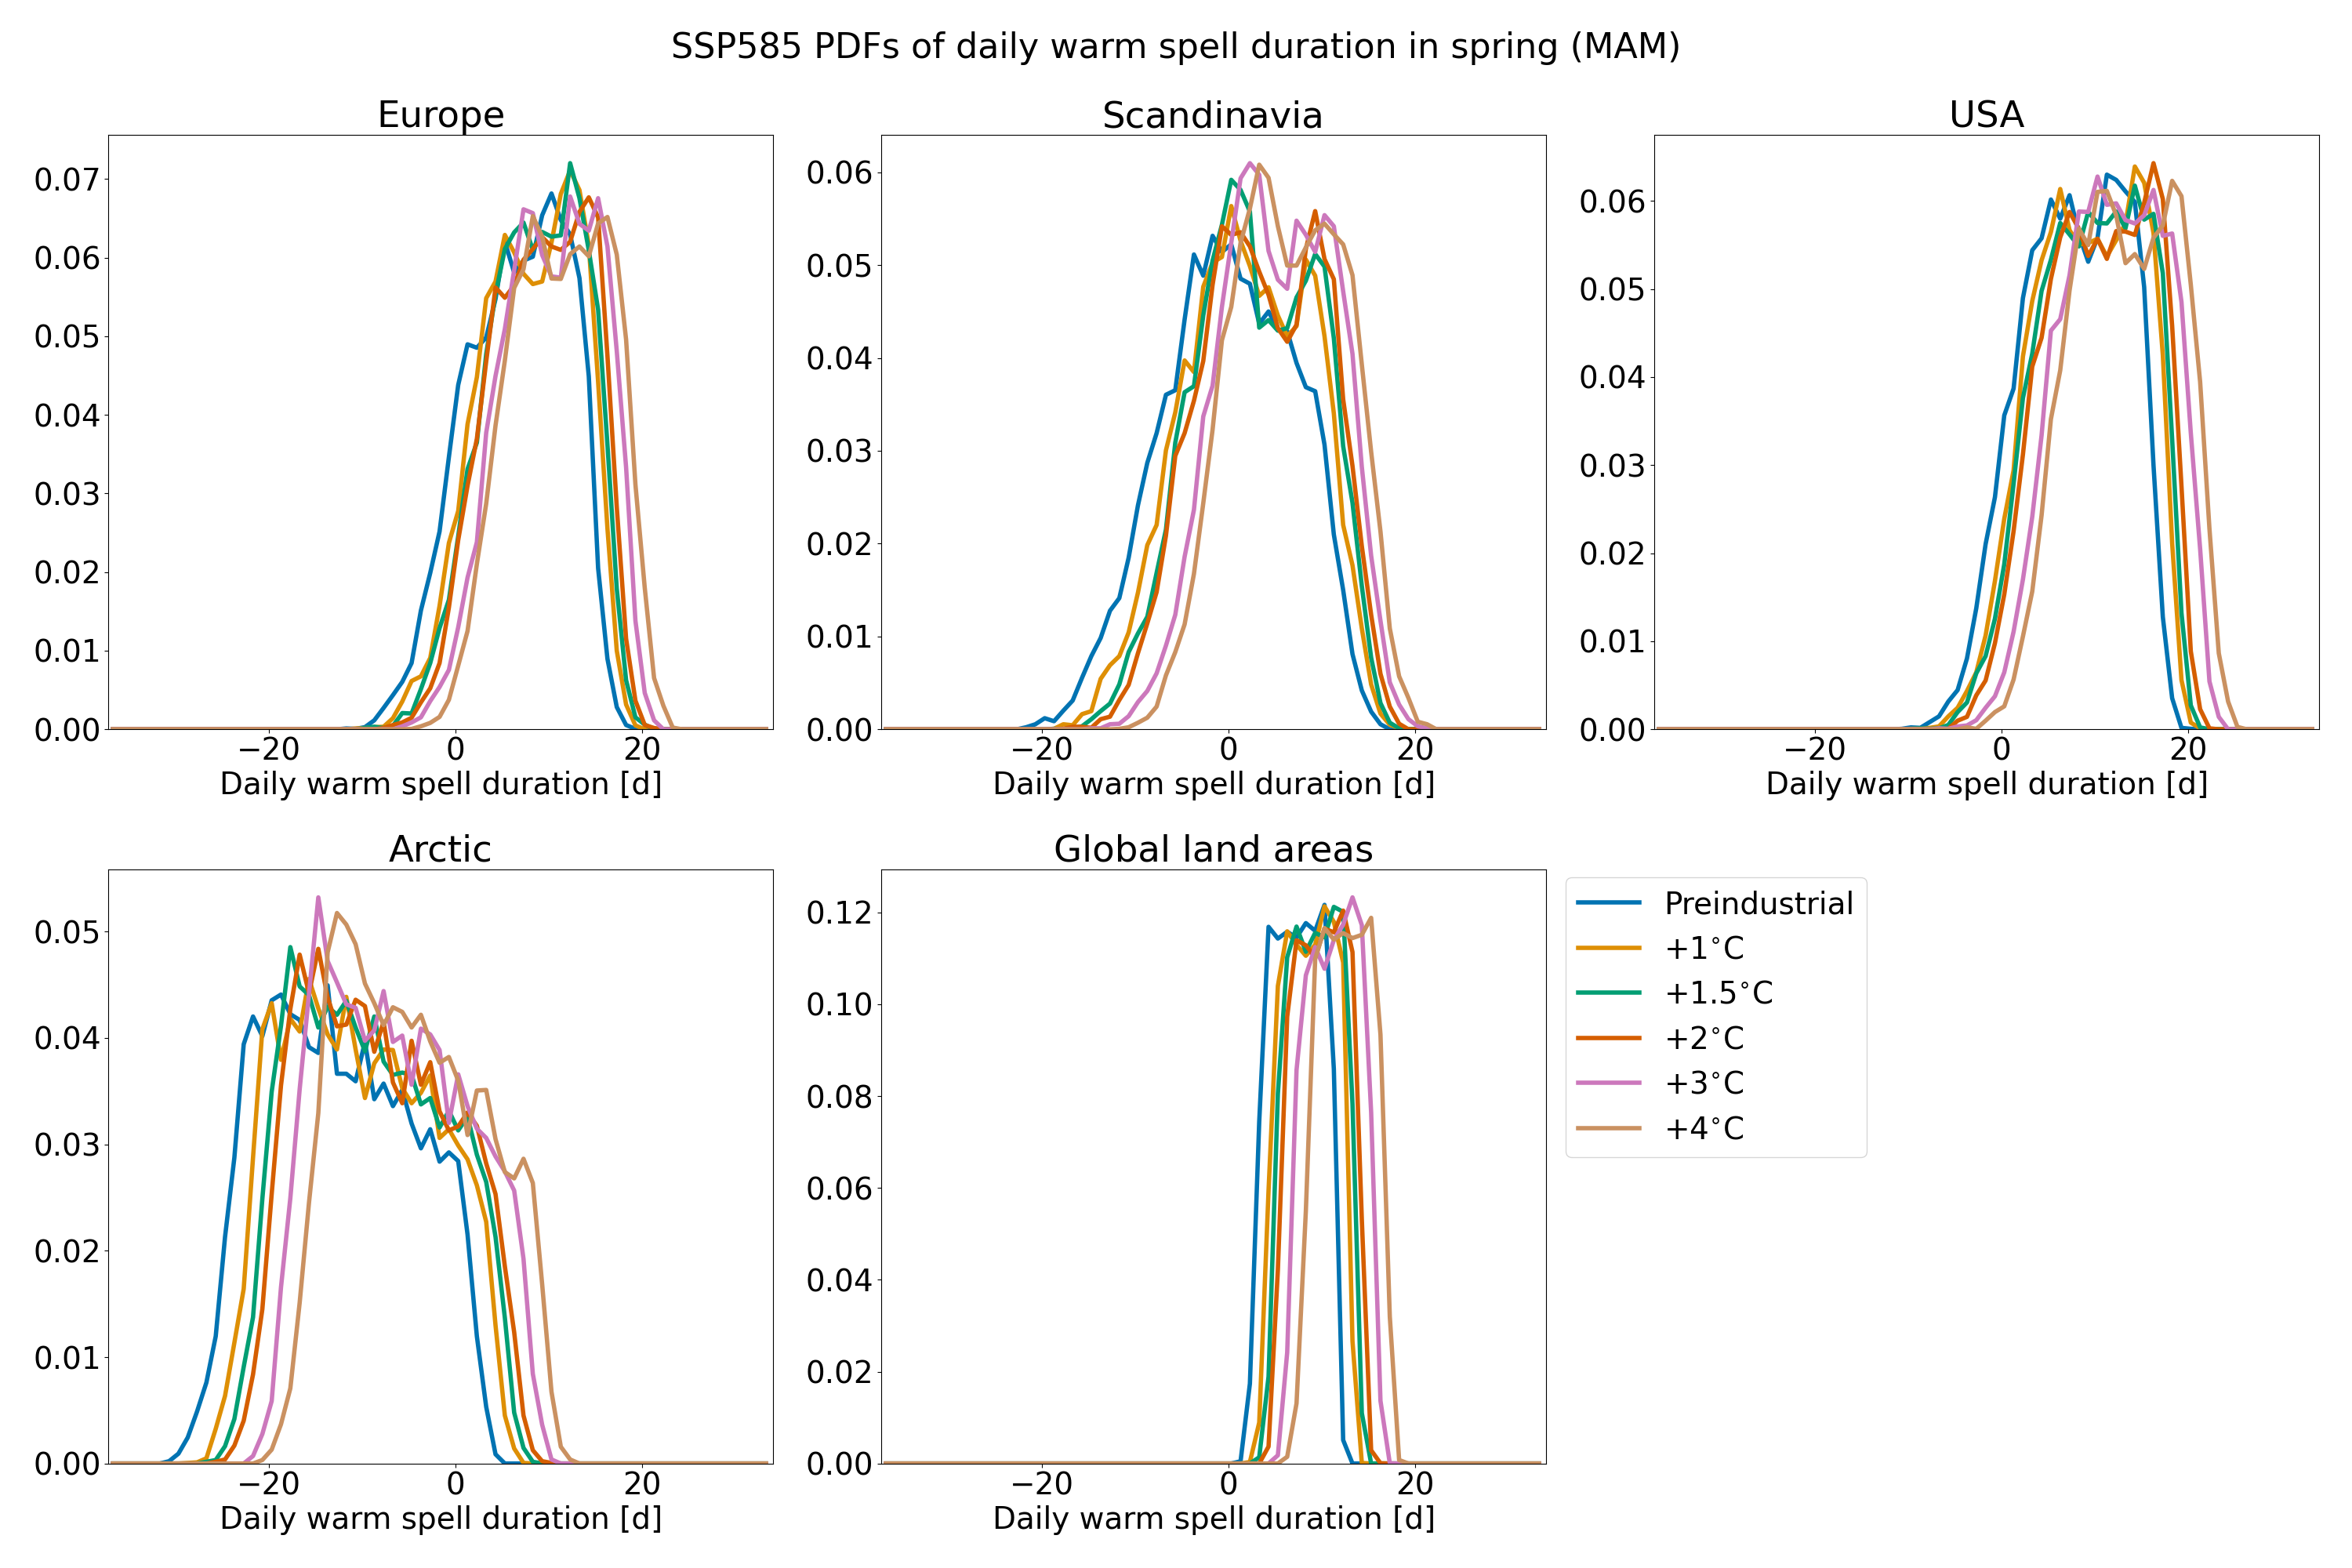 SSP585 PDFs of daily warm spell duration in spring (MAM)
Europe
0.07
0.06
0.05
0.04
0.03
0.02
0.01
0.00
−20 0 20
Daily warm spell duration [d]
Scandinavia
0.06
0.05
0.04
0.03
0.02
0.01
0.00
−20 0 20
Daily warm spell duration [d]
USA
0.06
0.05
0.04
0.03
0.02
0.01
0.00
−20 0 20
Daily warm spell duration [d]
Arctic
0.05
0.04
0.03
0.02
0.01
0.00
−20 0 20
Daily warm spell duration [d]
Global land areas
0.12
0.10
0.08
0.06
0.04
0.02
0.00
−20 0 20
Daily warm spell duration [d]
Preindustrial
+1°C
+1.5°C
+2°C
+3°C
+4°C